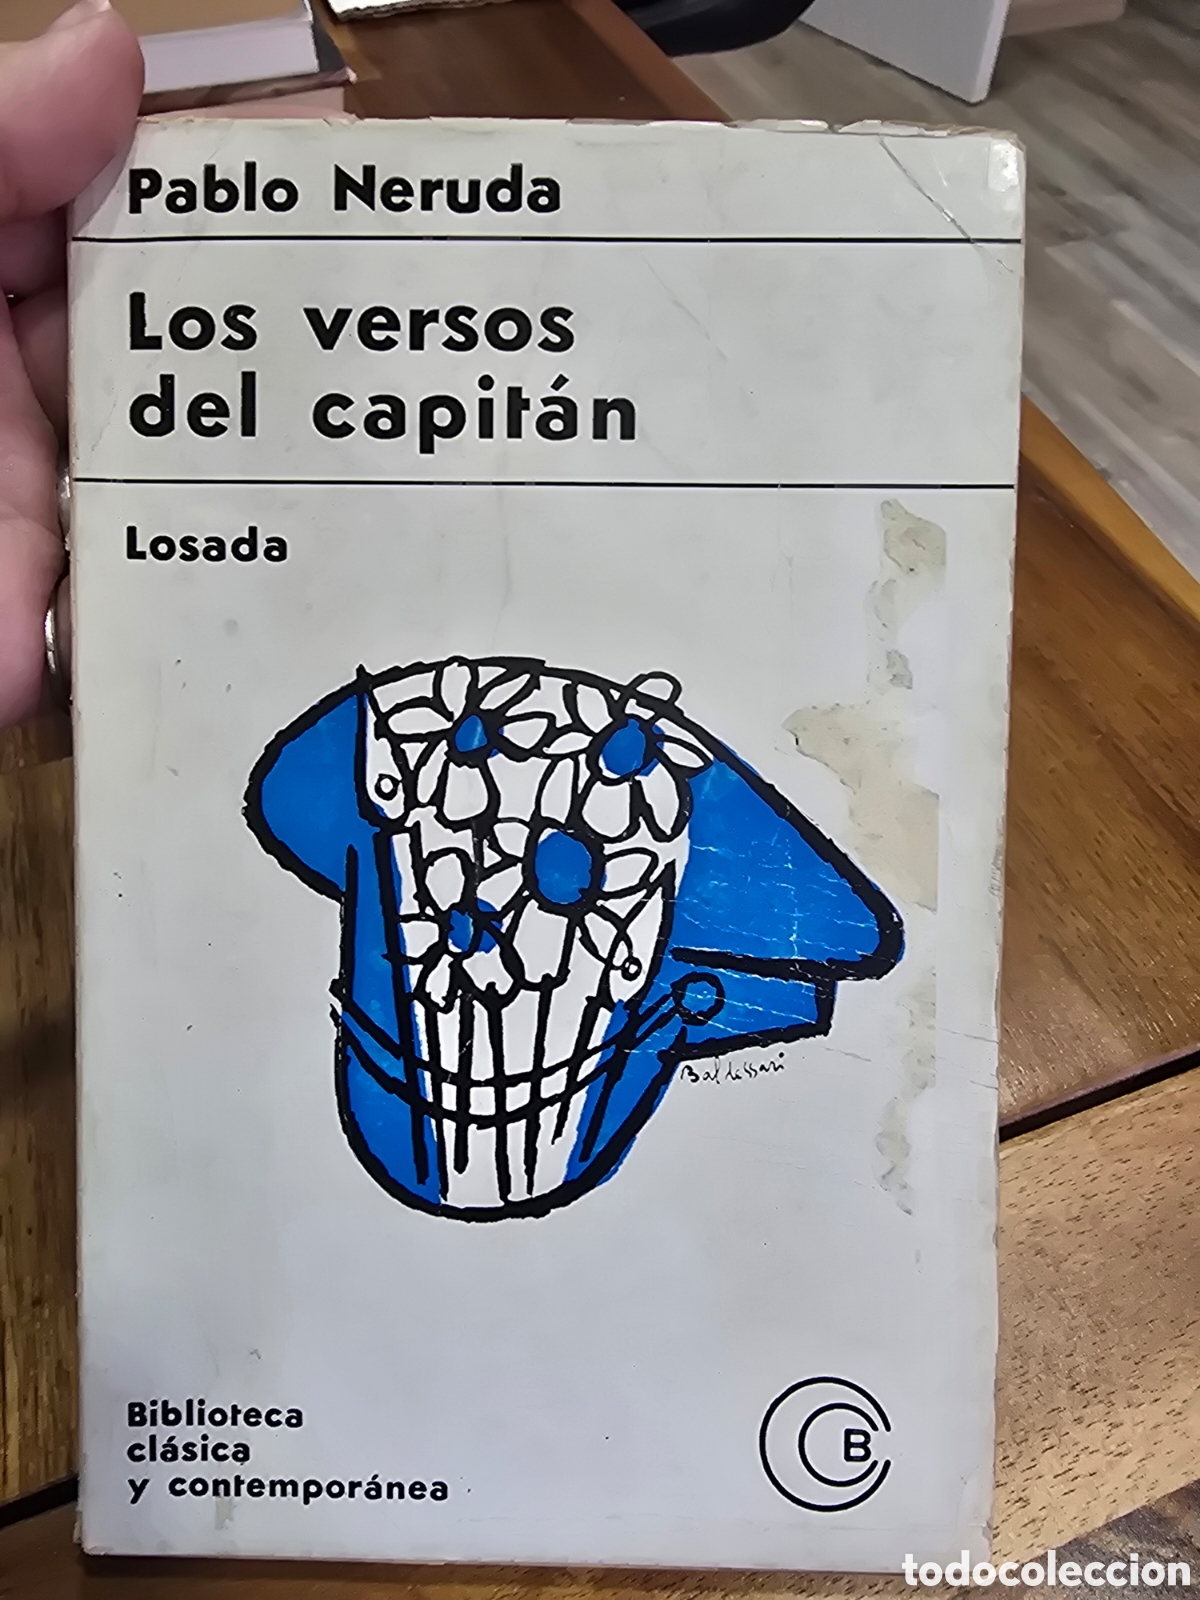 Pablo Neruda
Los versos
del capitán
Losada
Baldessari
Biblioteca
clásica
y contemporánea
B
todocoleccion